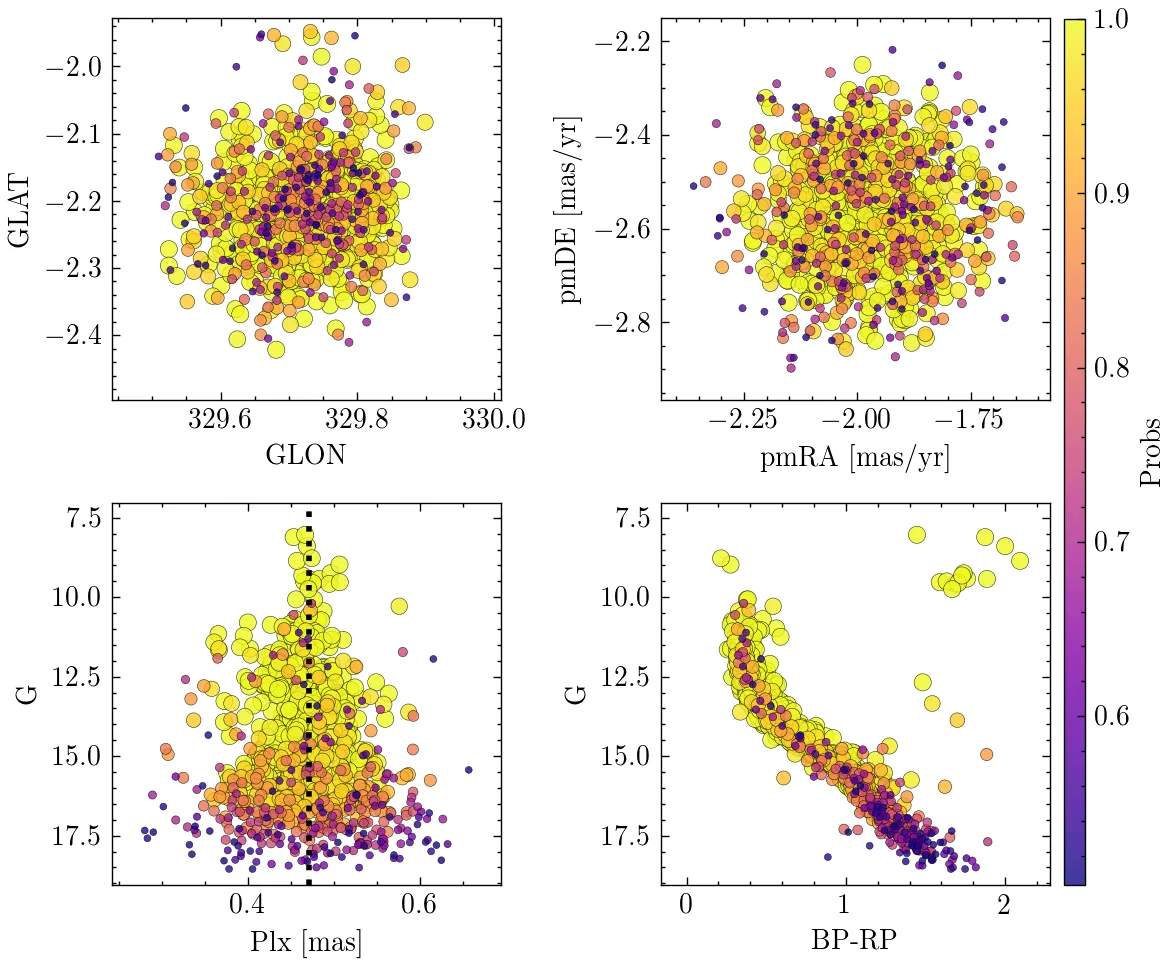 −2.0
−2.1
−2.2
−2.3
−2.4
GLAT
329.6 329.8 330.0
GLON
−2.2
−2.4
−2.6
−2.8
pmDE [mas/yr]
−2.25 −2.00 −1.75
pmRA [mas/yr]
1.0
0.9
0.8
0.7
0.6
Probs
7.5
10.0
12.5
15.0
17.5
G
0.4 0.6
Plx [mas]
7.5
10.0
12.5
15.0
17.5
G
0 1 2
BP-RP